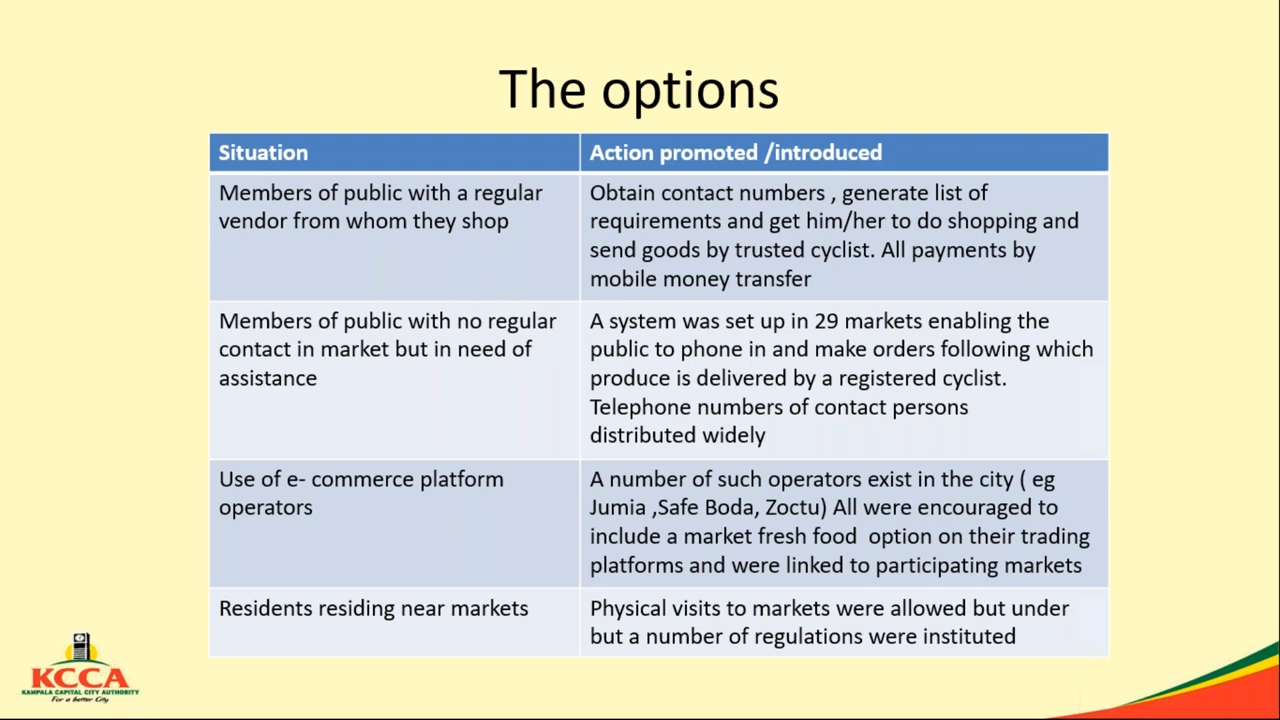 The options
Situation
Action promoted /introduced
Members of public with a regular
vendor from whom they shop
Obtain contact numbers , generate list of
requirements and get him/her to do shopping and
send goods by trusted cyclist. All payments by
mobile money transfer
Members of public with no regular
contact in market but in need of
assistance
A system was set up in 29 markets enabling the
public to phone in and make orders following which
produce is delivered by a registered cyclist.
Telephone numbers of contact persons
distributed widely
Use of e- commerce platform
operators
A number of such operators exist in the city ( eg
Jumia ,Safe Boda, Zoctu) All were encouraged to
include a market fresh food  option on their trading
platforms and were linked to participating markets
Residents residing near markets
Physical visits to markets were allowed but under
but a number of regulations were instituted
KCCA
KAMPALA CAPITAL CITY AUTHORITY
For a better City